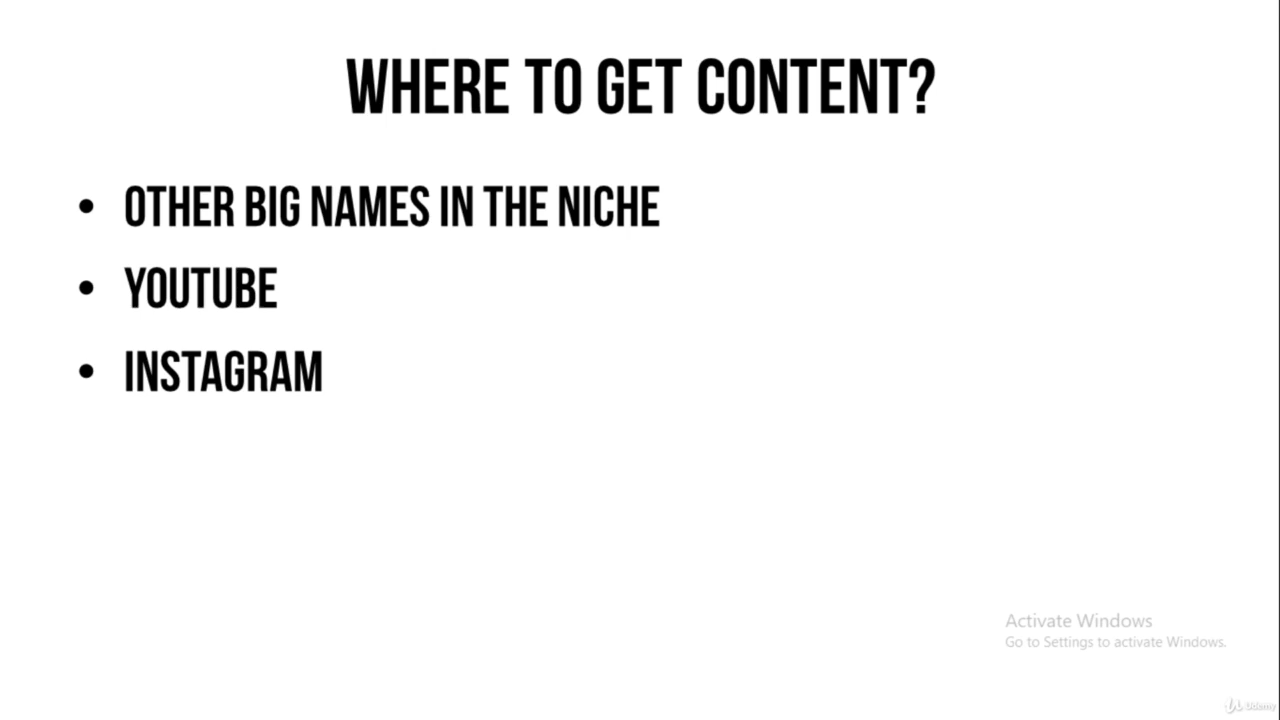 WHERE TO GET CONTENT?
• OTHER BIG NAMES IN THE NICHE
• YOUTUBE
• INSTAGRAM
Activate Windows
Go to Settings to activate Windows.
Udemy